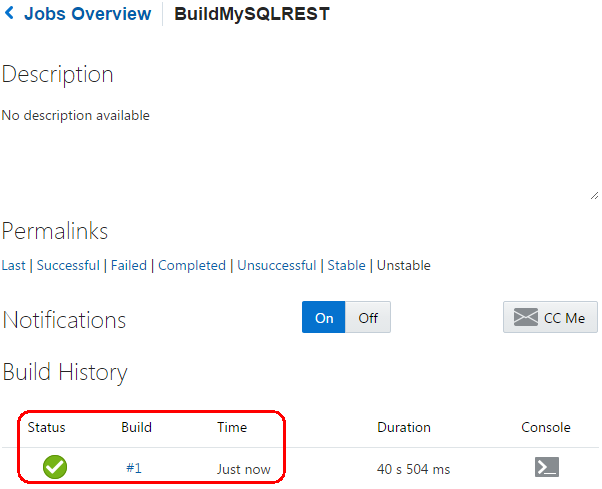 Jobs Overview BuildMySQLREST
Description
No description available
Permalinks
Last | Successful | Failed | Completed | Unsuccessful | Stable | Unstable
Notifications On Off CC Me
Build History
Status Build Time Duration Console
#1 Just now 40 s 504 ms